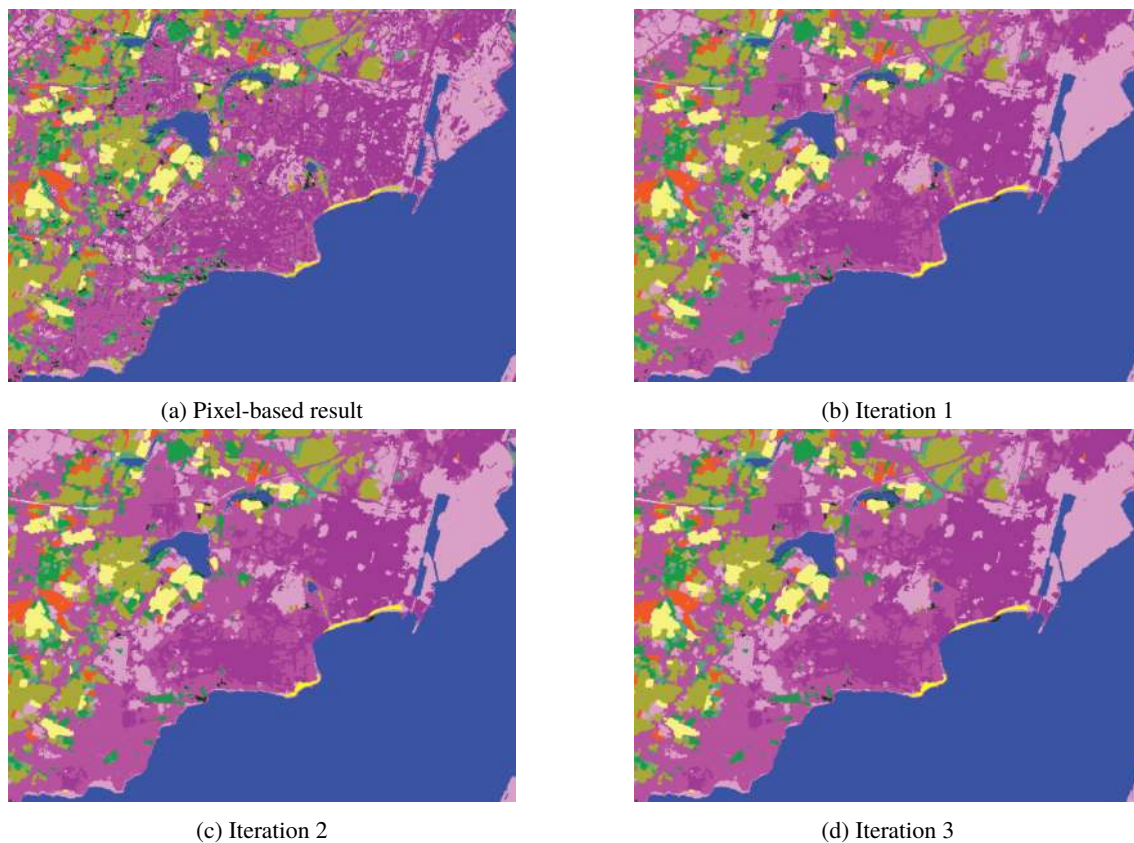 (a) Pixel-based result
(b) Iteration 1
(c) Iteration 2
(d) Iteration 3